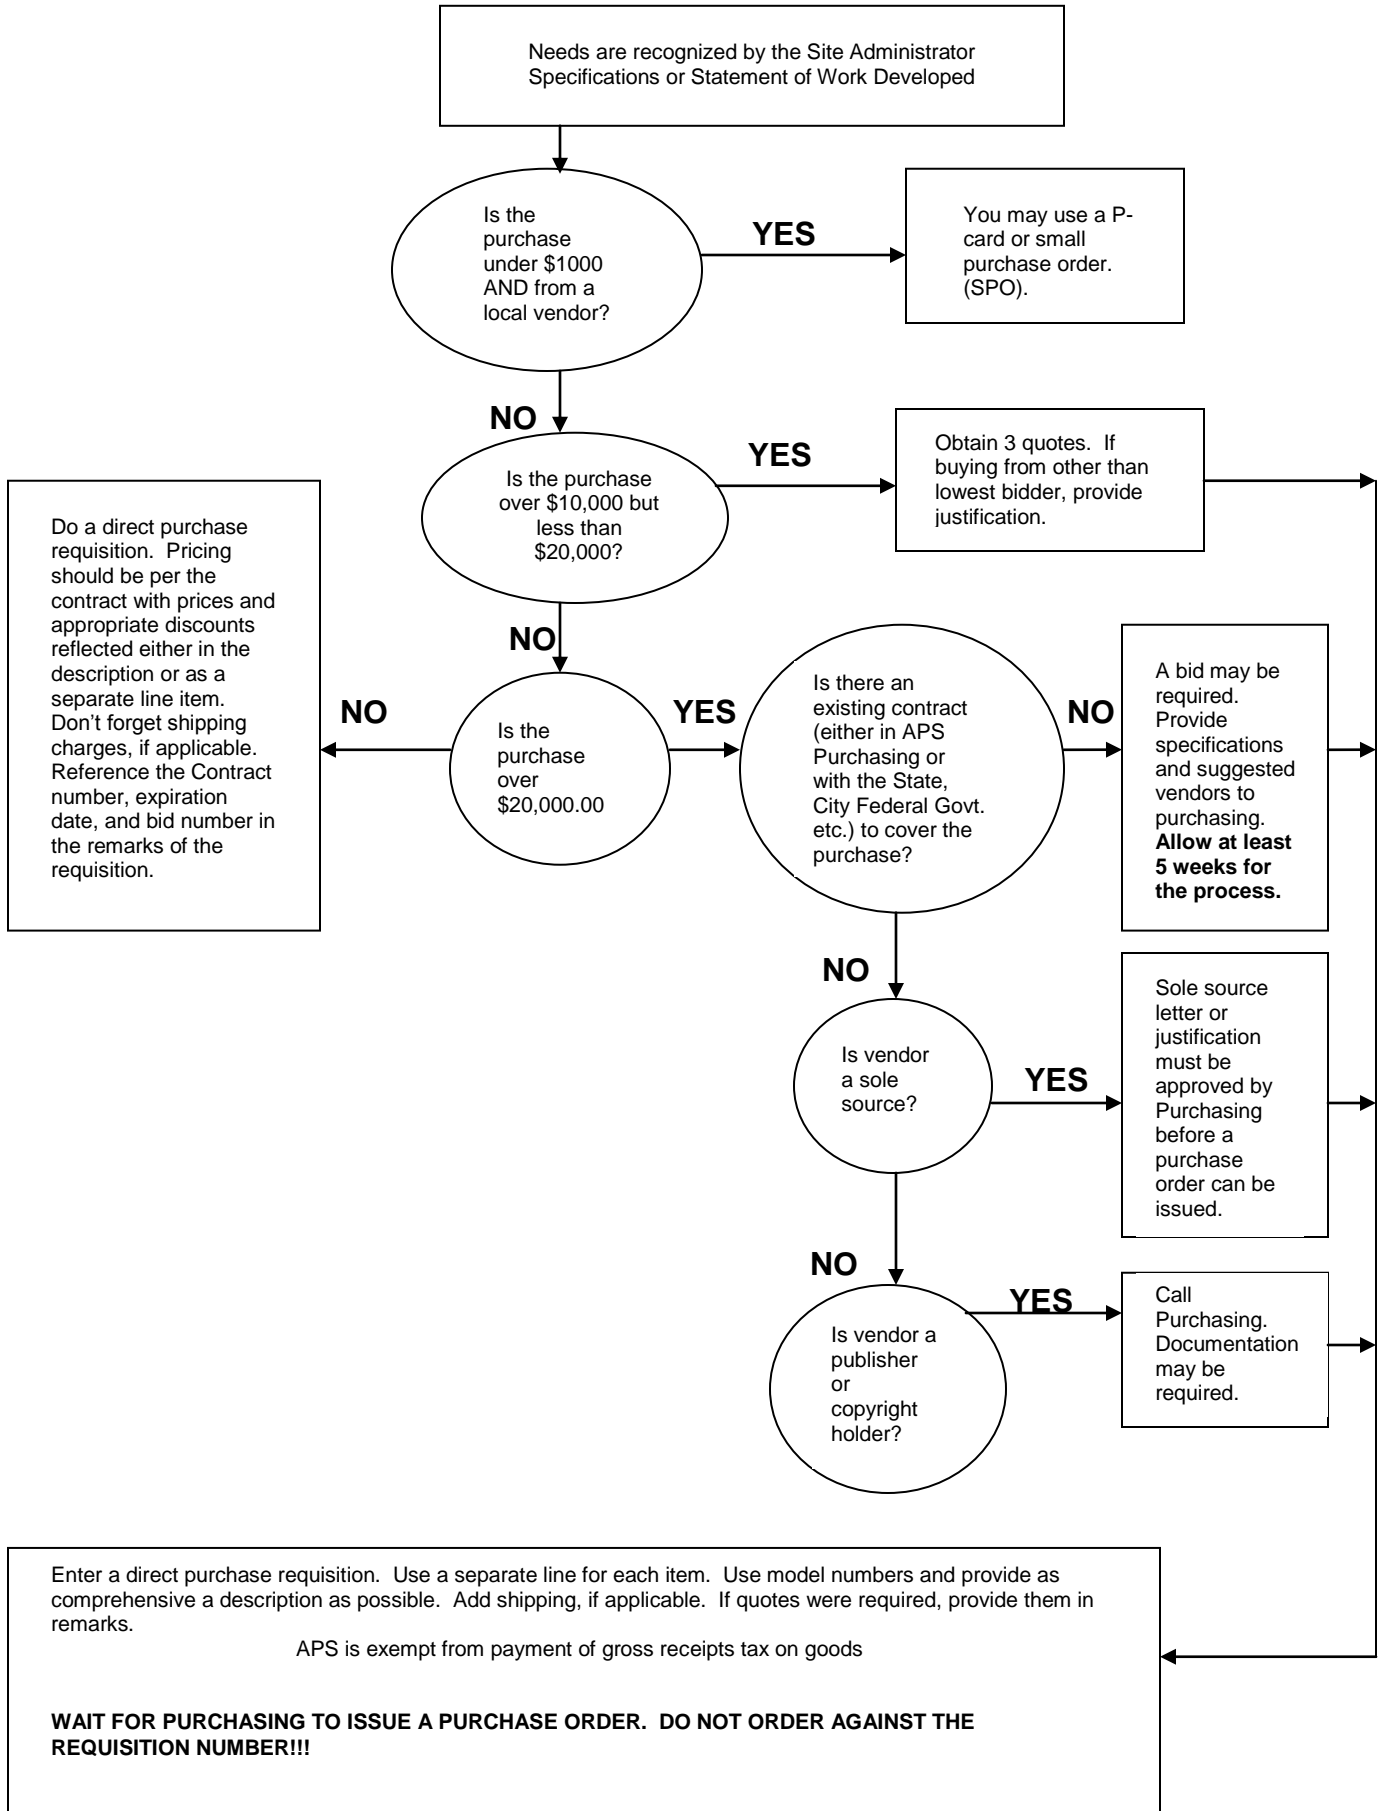 Needs are recognized by the Site Administrator
Specifications or Statement of Work Developed
Is the
purchase
under $1000
AND from a
local vendor?
YES
You may use a P-
card or small
purchase order.
(SPO).
NO
Is the purchase
over $10,000 but
less than
$20,000?
YES
Obtain 3 quotes.  If
buying from other than
lowest bidder, provide
justification.
Do a direct purchase
requisition.  Pricing
should be per the
contract with prices and
appropriate discounts
reflected either in the
description or as a
separate line item.
Don’t forget shipping
charges, if applicable.
Reference the Contract
number, expiration
date, and bid number in
the remarks of the
requisition.
NO
NO
Is the
purchase
over
$20,000.00
YES
Is there an
existing contract
(either in APS
Purchasing or
with the State,
City Federal Govt.
etc.) to cover the
purchase?
NO
A bid may be
required.
Provide
specifications
and suggested
vendors to
purchasing.
Allow at least
5 weeks for
the process.
NO
Is vendor
a sole
source?
YES
Sole source
letter or
justification
must be
approved by
Purchasing
before a
purchase
order can be
issued.
NO
Is vendor a
publisher
or
copyright
holder?
YES
Call
Purchasing.
Documentation
may be
required.
Enter a direct purchase requisition.  Use a separate line for each item.  Use model numbers and provide as
comprehensive a description as possible.  Add shipping, if applicable.  If quotes were required, provide them in
remarks.
APS is exempt from payment of gross receipts tax on goods
WAIT FOR PURCHASING TO ISSUE A PURCHASE ORDER.  DO NOT ORDER AGAINST THE
REQUISITION NUMBER!!!